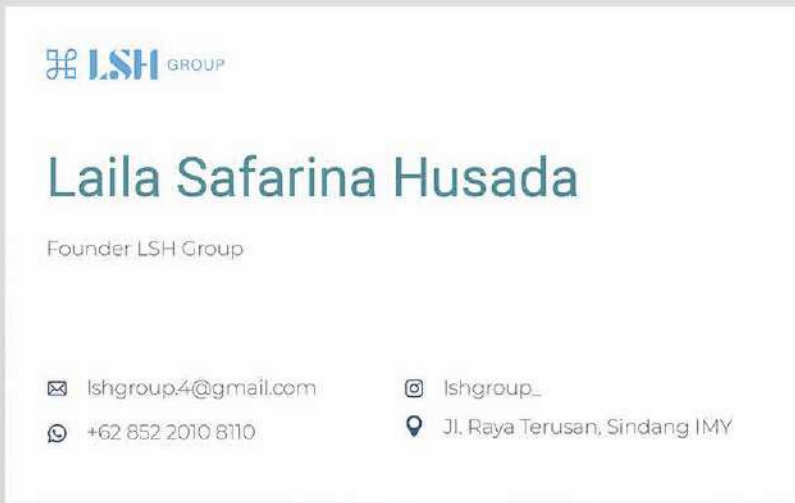 LSH GROUP
Laila Safarina Husada
Founder LSH Group
lshgroup.4@gmail.com
+62 852 2010 8110
lshgroup_
Jl. Raya Terusan, Sindang IMY